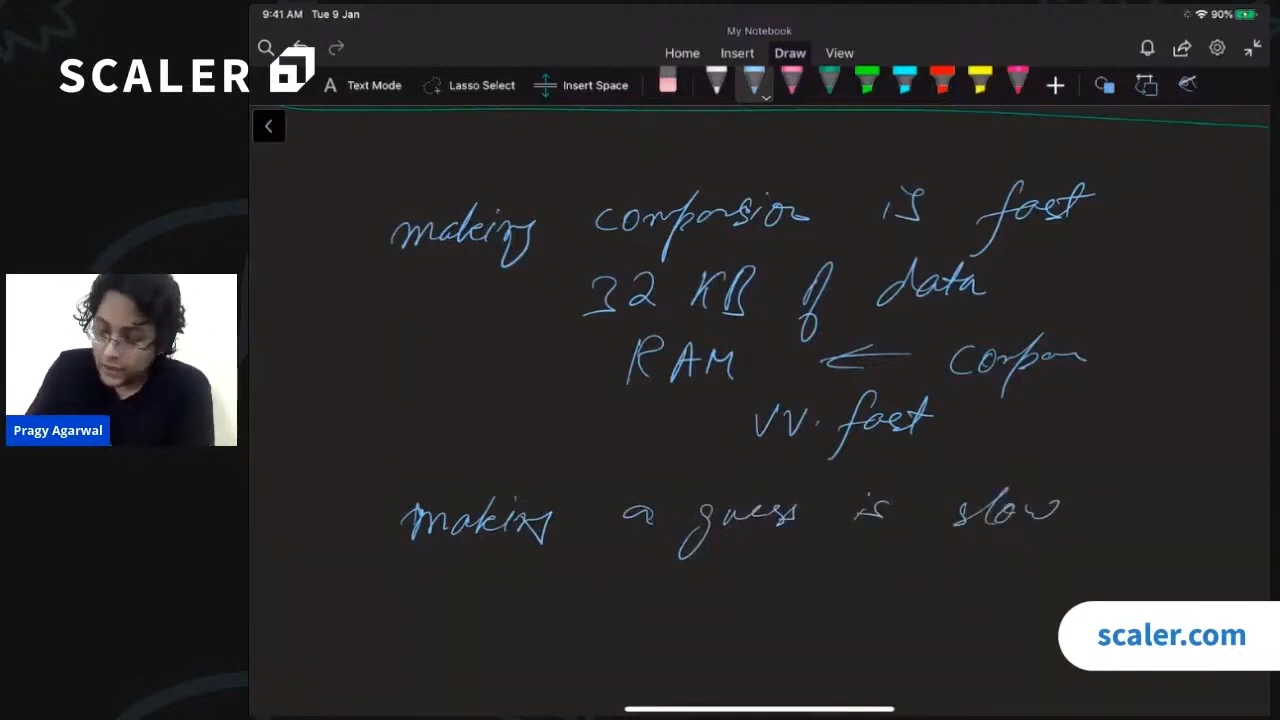 9:41 AM Tue 9 Jan
90%
My Notebook
Home Insert Draw View
SCALER
Text Mode Lasso Select Insert Space
making comparsion is fast
32 KB of data
RAM ← compar
vv. fast
Pragy Agarwal
making a guess is slow
scaler.com